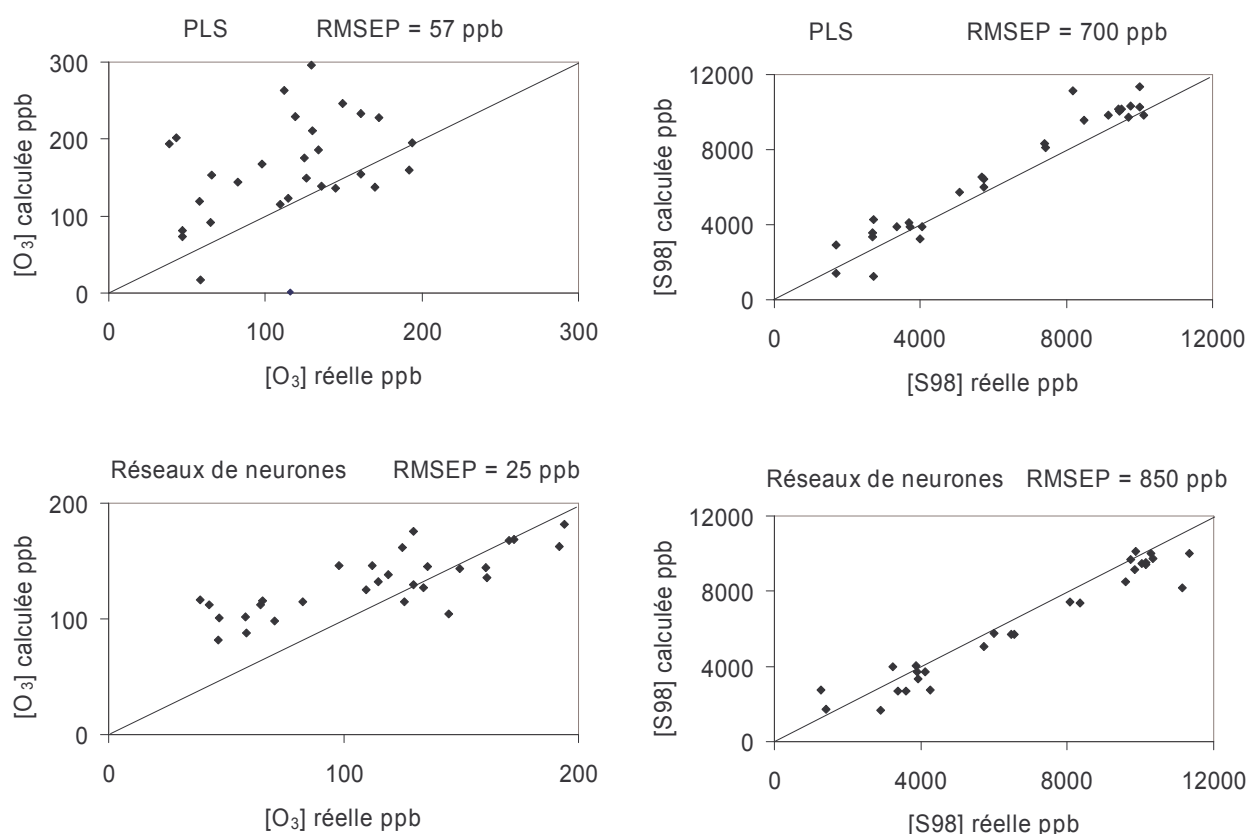 PLS RMSEP = 57 ppb
[O₃] calculée ppb
300
200
100
0
0 100 200 300
[O₃] réelle ppb
PLS RMSEP = 700 ppb
[S98] calculée ppb
12000
8000
4000
0
0 4000 8000 12000
[S98] réelle ppb
Réseaux de neurones RMSEP = 25 ppb
[O₃] calculée ppb
200
100
0
0 100 200
[O₃] réelle ppb
Réseaux de neurones RMSEP = 850 ppb
[S98] calculée ppb
12000
8000
4000
0
0 4000 8000 12000
[S98] réelle ppb